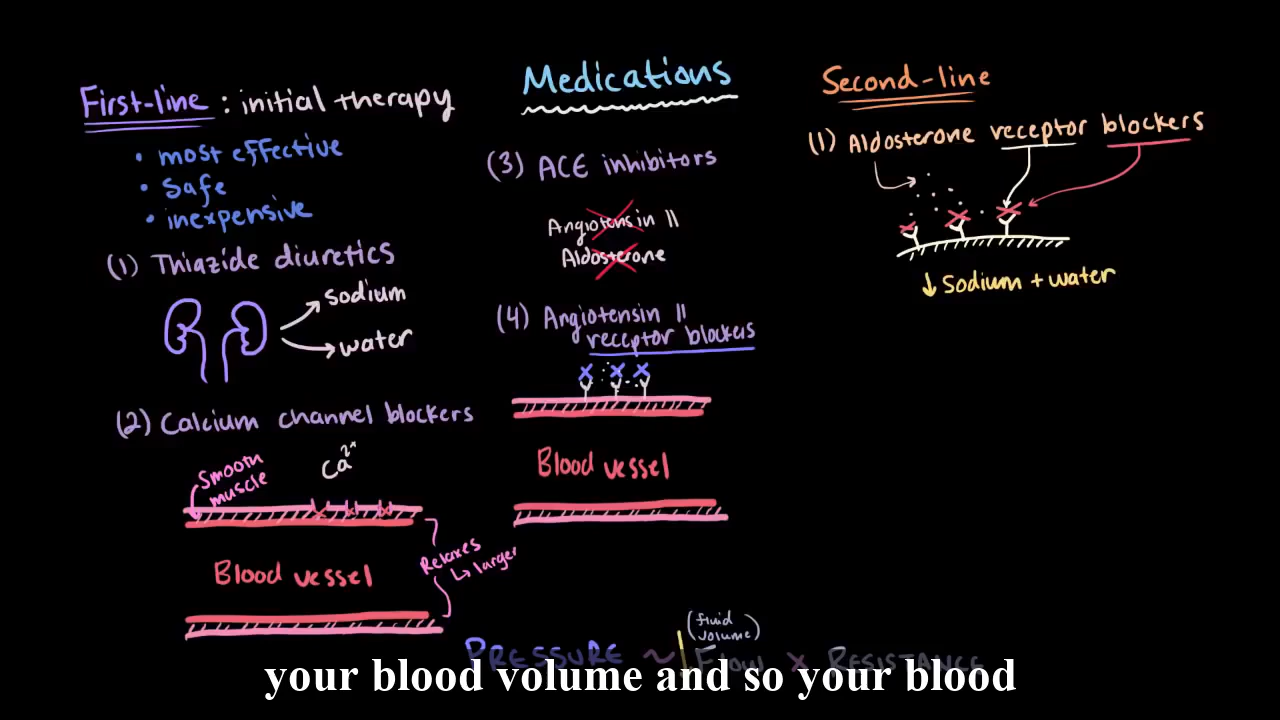 First-line : initial therapy
• most effective
• Safe
• inexpensive
(1) Thiazide diuretics
sodium
water
(2) Calcium channel blockers
Smooth
muscle
Ca²⁺
Blood vessel
Relaxes
↳ larger
Medications
(3) ACE inhibitors
Angiotensin II
Aldosterone
(4) Angiotensin II
receptor blockers
Blood vessel
Second-line
(1) Aldosterone receptor blockers
↓ Sodium + water
(fluid
volume)
PRESSURE ~ Flow × RESISTANCE
your blood volume and so your blood